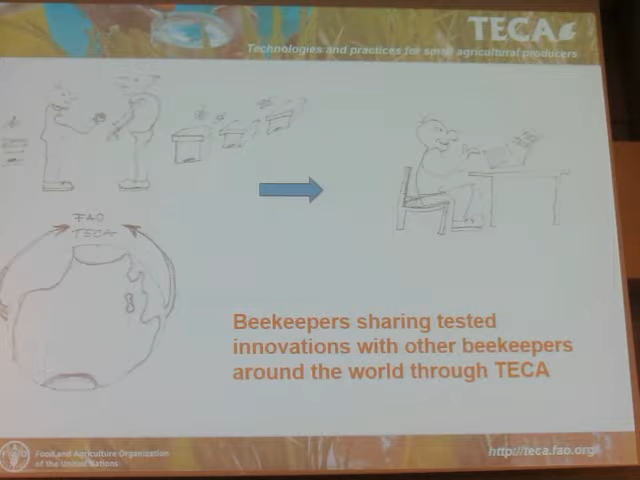 TECA
Technologies and practices for small agricultural producers
FAO
TECA
Beekeepers sharing tested
innovations with other beekeepers
around the world through TECA
Food and Agriculture Organization
of the United Nations
http://teca.fao.org